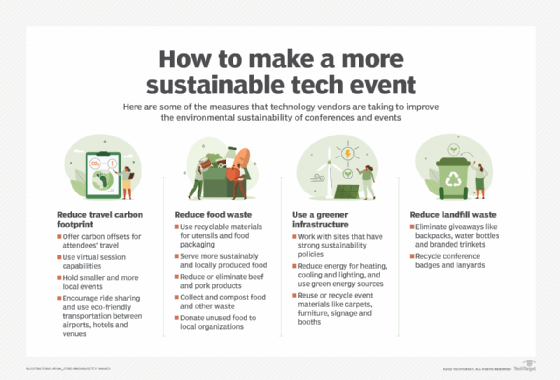 How to make a more
sustainable tech event
Here are some of the measures that technology vendors are taking to improve
the environmental sustainability of conferences and events
Reduce travel carbon
footprint
Offer carbon offsets for
attendees' travel
Use virtual session
capabilities
Hold smaller and more
local events
Encourage ride sharing
and use eco-friendly
transportation between
airports, hotels and
venues
Reduce food waste
Use recyclable materials
for utensils and food
packaging
Serve more sustainably
and locally produced food
Reduce or eliminate beef
and pork products
Collect and compost food
and other waste
Donate unused food to
local organizations
Use a greener
infrastructure
Work with sites that have
strong sustainability
policies
Reduce energy for heating,
cooling and lighting, and
use green energy sources
Reuse or recycle event
materials like carpets,
furniture, signage and
booths
Reduce landfill waste
Eliminate giveaways like
backpacks, water bottles
and branded trinkets
Recycle conference
badges and lanyards
TechTarget